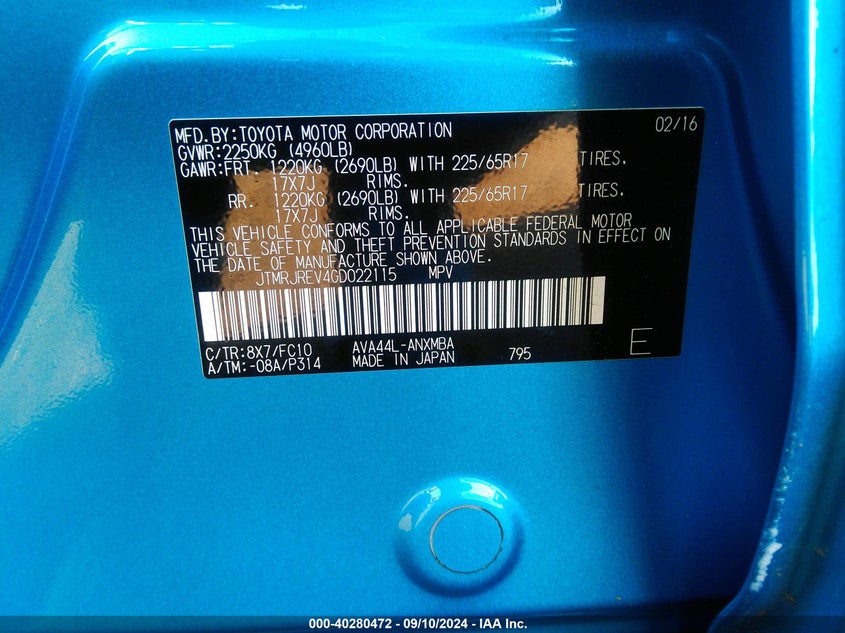 MFD.BY:TOYOTA MOTOR CORPORATION 02/16
GVWR:2250KG (4960LB)
GAWR:FRT. 1220KG (2690LB) WITH 225/65R17 TIRES.
17X7J RIMS.
RR. 1220KG (2690LB) WITH 225/65R17 TIRES.
17X7J RIMS.
THIS VEHICLE CONFORMS TO ALL APPLICABLE FEDERAL MOTOR
VEHICLE SAFETY AND THEFT PREVENTION STANDARDS IN EFFECT ON
THE DATE OF MANUFACTURE SHOWN ABOVE.
JTMRJREV4GD022115 MPV
C/TR:8X7/FC10 AVA44L-ANXMBA
A/TM:-08A/P314 MADE IN JAPAN 795 E
000-40280472 - 09/10/2024 - IAA Inc.